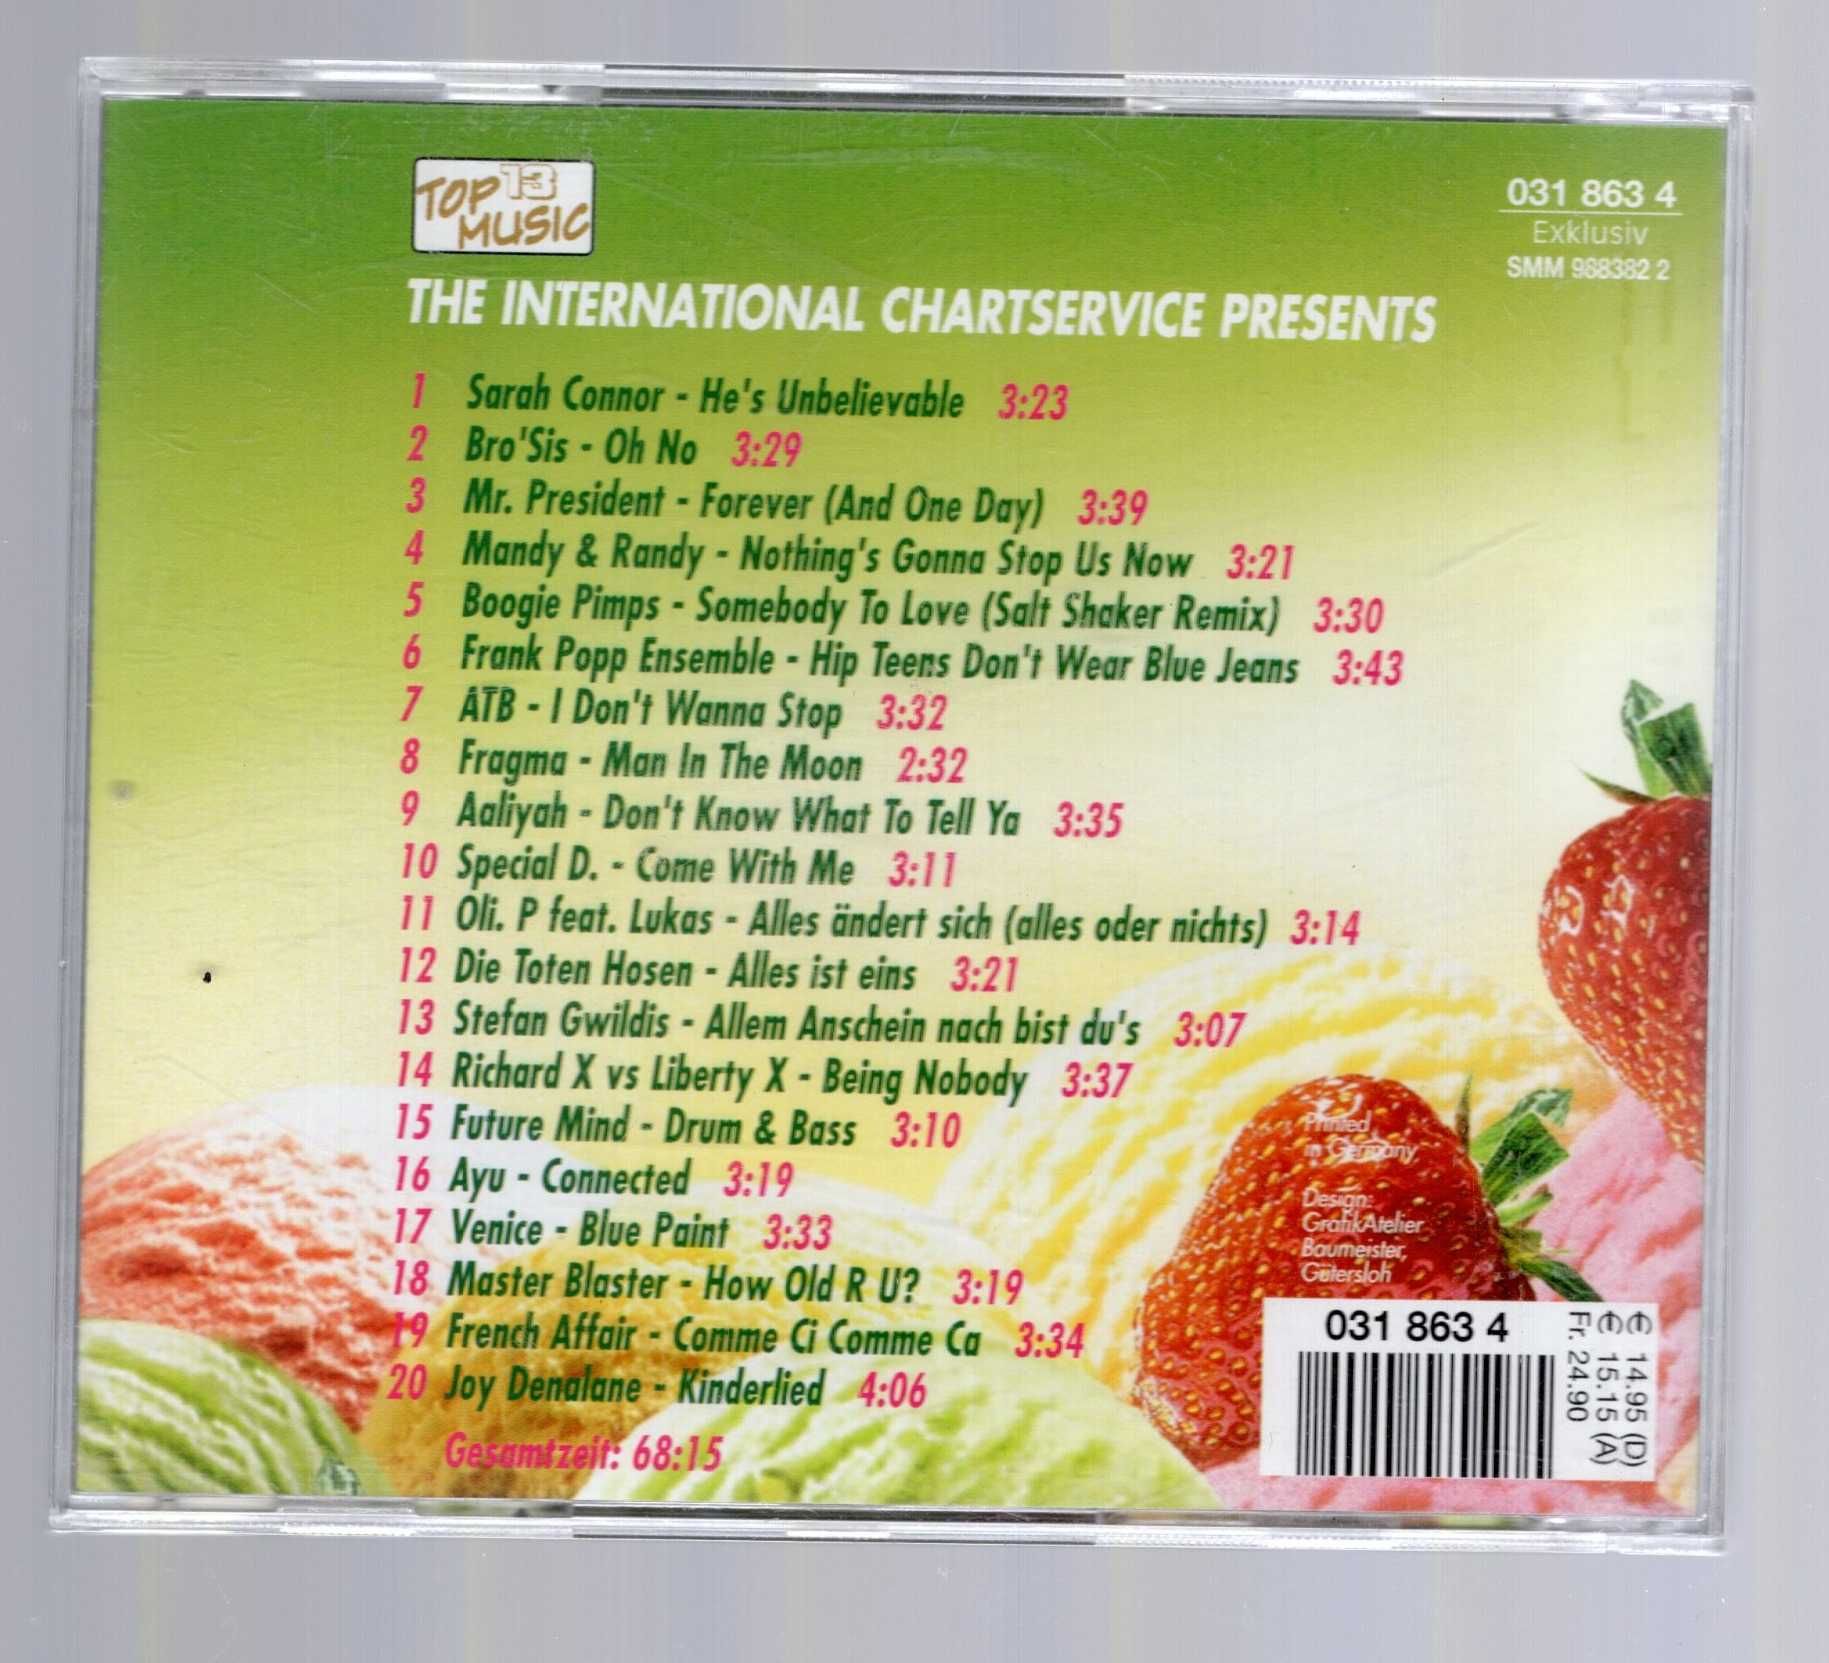 TOP 13
MUSIC
031 863 4
Exklusiv
SMM 988382 2
THE INTERNATIONAL CHARTSERVICE PRESENTS
1 Sarah Connor - He's Unbelievable 3:23
2 Bro'Sis - Oh No 3:29
3 Mr. President - Forever (And One Day) 3:39
4 Mandy & Randy - Nothing's Gonna Stop Us Now 3:21
5 Boogie Pimps - Somebody To Love (Salt Shaker Remix) 3:30
6 Frank Popp Ensemble - Hip Teens Don't Wear Blue Jeans 3:43
7 ATB - I Don't Wanna Stop 3:32
8 Fragma - Man In The Moon 2:32
9 Aaliyah - Don't Know What To Tell Ya 3:35
10 Special D. - Come With Me 3:11
11 Oli. P feat. Lukas - Alles ändert sich (alles oder nichts) 3:14
12 Die Toten Hosen - Alles ist eins 3:21
13 Stefan Gwildis - Allem Anschein nach bist du's 3:07
14 Richard X vs Liberty X - Being Nobody 3:37
15 Future Mind - Drum & Bass 3:10
16 Ayu - Connected 3:19
17 Venice - Blue Paint 3:33
18 Master Blaster - How Old R U? 3:19
19 French Affair - Comme Ci Comme Ca 3:34
20 Joy Denalane - Kinderlied 4:06
Gesamtzeit: 68:15
Printed
in Germany
Design:
GrafikAtelier
Baumeister,
Gütersloh
031 863 4
€ 14.95 (D)
€ 15.15 (A)
Fr. 24.90